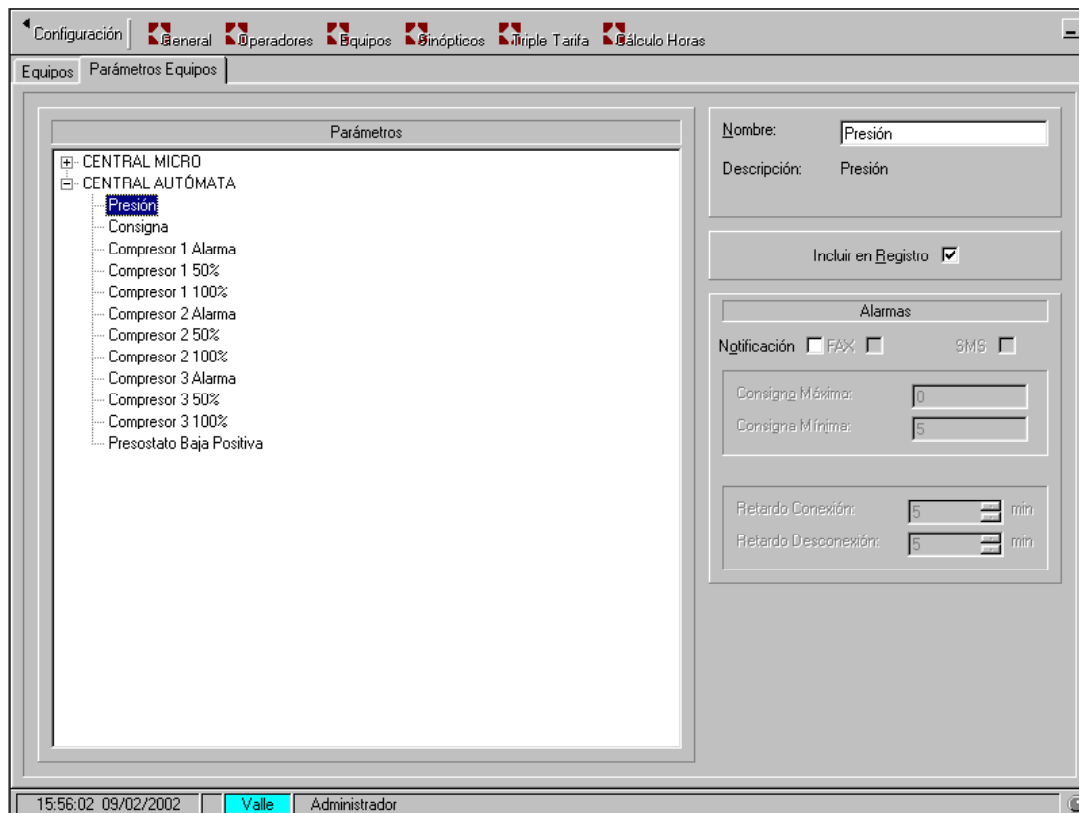 Configuración General Operadores Equipos Sinópticos Triple Tarifa Cálculo Horas
Equipos Parámetros Equipos
Parámetros
CENTRAL MICRO
CENTRAL AUTÓMATA
Presión
Consigna
Compresor 1 Alarma
Compresor 1 50%
Compresor 1 100%
Compresor 2 Alarma
Compresor 2 50%
Compresor 2 100%
Compresor 3 Alarma
Compresor 3 50%
Compresor 3 100%
Presostato Baja Positiva
Nombre: Presión
Descripción: Presión
Incluir en Registro
Alarmas
Notificación FAX SMS
Consigna Máxima: 0
Consigna Mínima: 5
Retardo Conexión: 5 min
Retardo Desconexión: 5 min
15:56:02 09/02/2002 Valle Administrador